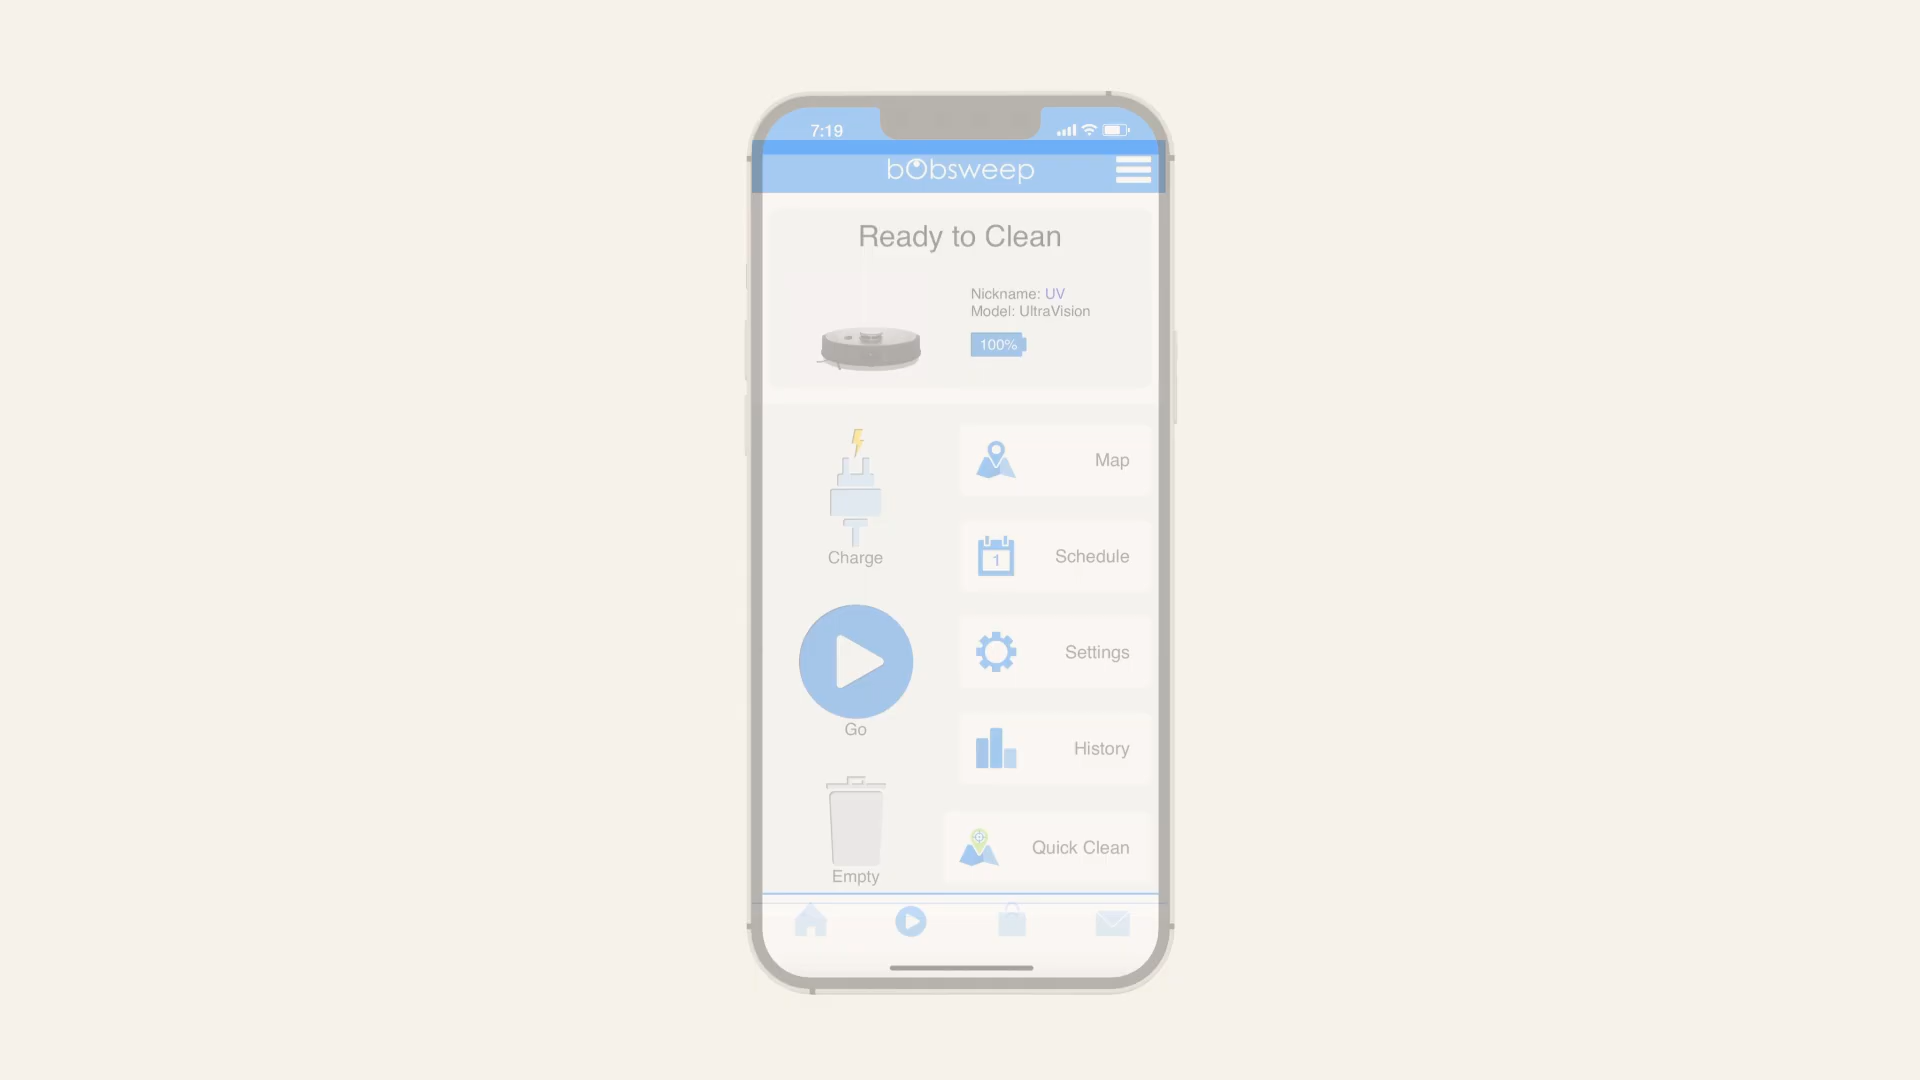 7:19
bobsweep
Ready to Clean
Nickname: UV
Model: UltraVision
100%
Charge
Map
1
Schedule
Go
Settings
History
Empty
Quick Clean